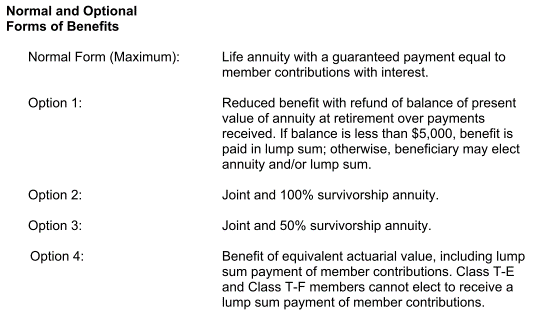 Normal and Optional
Forms of Benefits
Normal Form (Maximum): Life annuity with a guaranteed payment equal to
member contributions with interest.
Option 1: Reduced benefit with refund of balance of present
value of annuity at retirement over payments
received. If balance is less than $5,000, benefit is
paid in lump sum; otherwise, beneficiary may elect
annuity and/or lump sum.
Option 2: Joint and 100% survivorship annuity.
Option 3: Joint and 50% survivorship annuity.
Option 4: Benefit of equivalent actuarial value, including lump
sum payment of member contributions. Class T-E
and Class T-F members cannot elect to receive a
lump sum payment of member contributions.